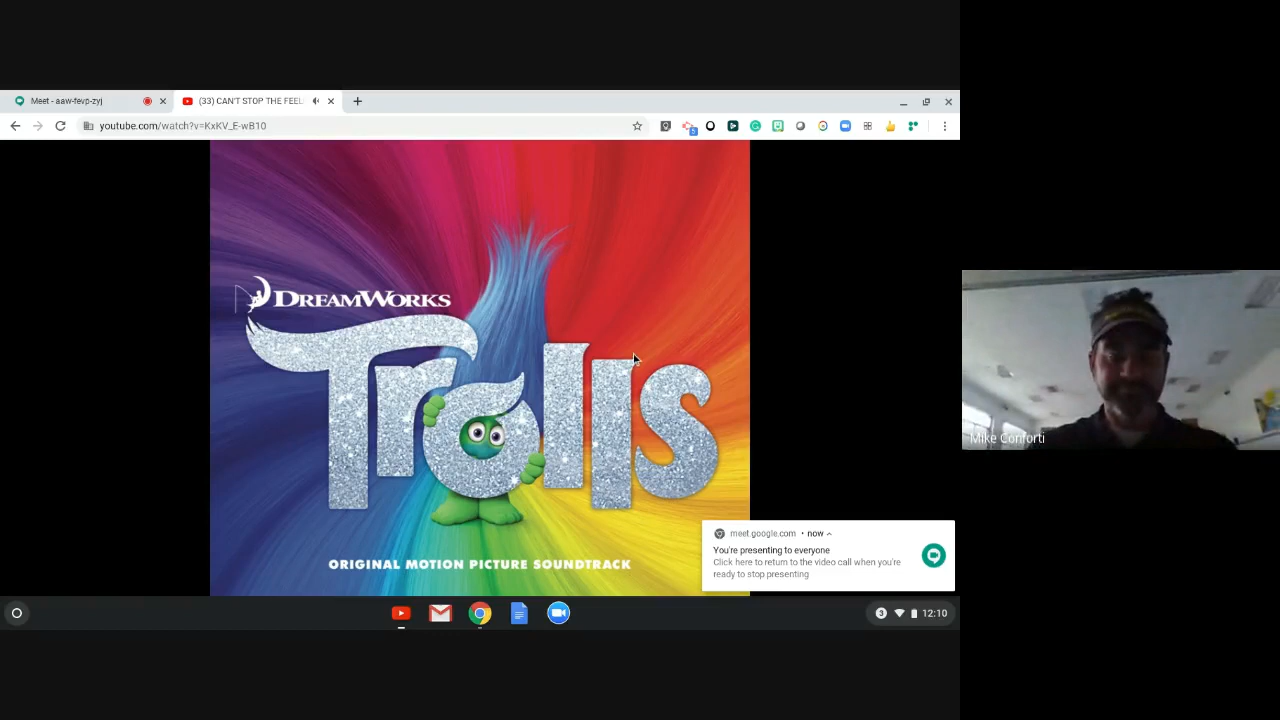 Meet - aaw-fevp-zyj
(33) CAN'T STOP THE FEEL
youtube.com/watch?v=KxKV_E-wB10
DREAMWORKS
Trolls
ORIGINAL MOTION PICTURE SOUNDTRACK
Mike Conforti
meet.google.com • now
You're presenting to everyone
Click here to return to the video call when you're
ready to stop presenting
3 12:10